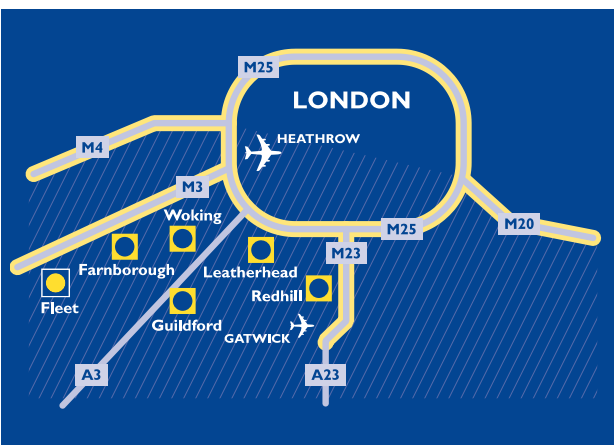 M25
LONDON
HEATHROW
M4
M3
Woking
M20
M25
M23
Farnborough
Leatherhead
Redhill
Fleet
Guildford
GATWICK
A3
A23